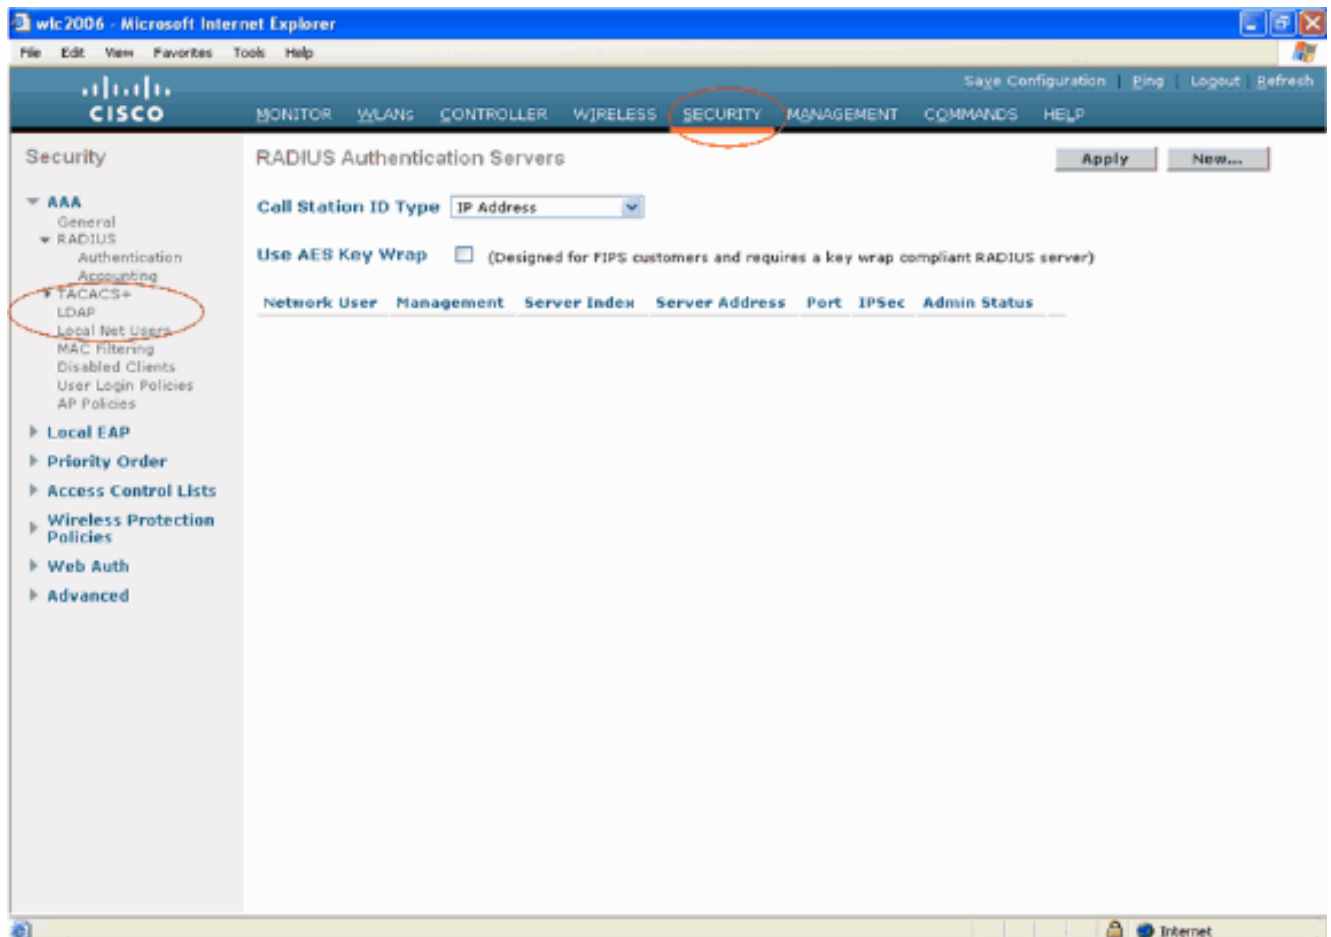 wlc2006 - Microsoft Internet Explorer
File Edit View Favorites Tools Help
Save Configuration | Ping | Logout | Refresh
CISCO
MONITOR WLANs CONTROLLER WIRELESS SECURITY MANAGEMENT COMMANDS HELP
Security
AAA
General
RADIUS
Authentication
Accounting
TACACS+
LDAP
Local Net Users
MAC Filtering
Disabled Clients
User Login Policies
AP Policies
Local EAP
Priority Order
Access Control Lists
Wireless Protection
Policies
Web Auth
Advanced
RADIUS Authentication Servers
Apply New...
Call Station ID Type IP Address
Use AES Key Wrap (Designed for FIPS customers and requires a key wrap compliant RADIUS server)
Network User Management Server Index Server Address Port IPSec Admin Status
Internet